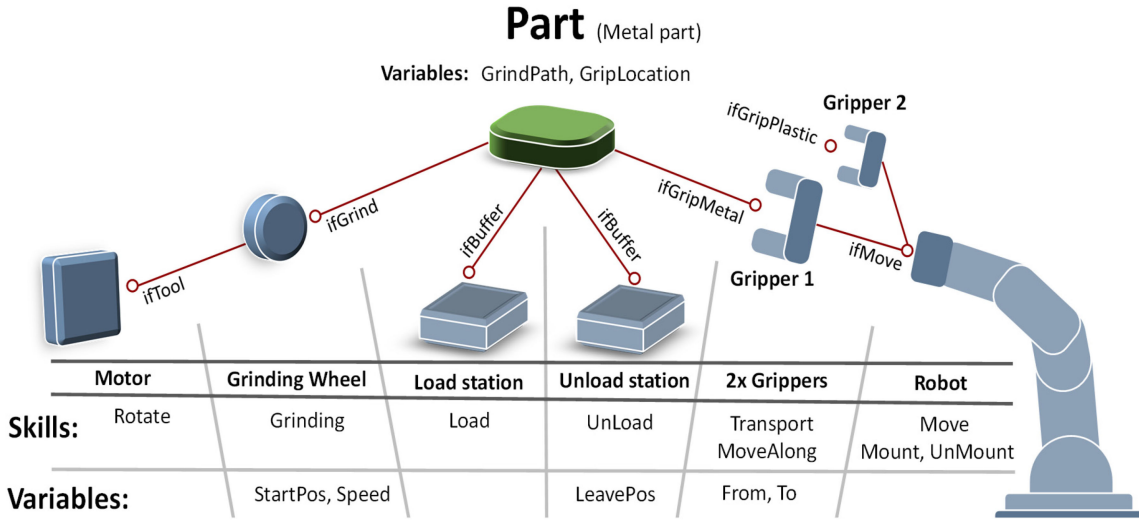 Part (Metal part)
Variables: GrindPath, GripLocation
Gripper 2
ifGripPlastic
ifGrind
ifBuffer
ifBuffer
ifGripMetal
ifMove
Gripper 1
ifTool
Motor Grinding Wheel Load station Unload station 2x Grippers Robot
Skills: Rotate Grinding Load UnLoad Transport Move
MoveAlong Mount, UnMount
Variables: StartPos, Speed LeavePos From, To